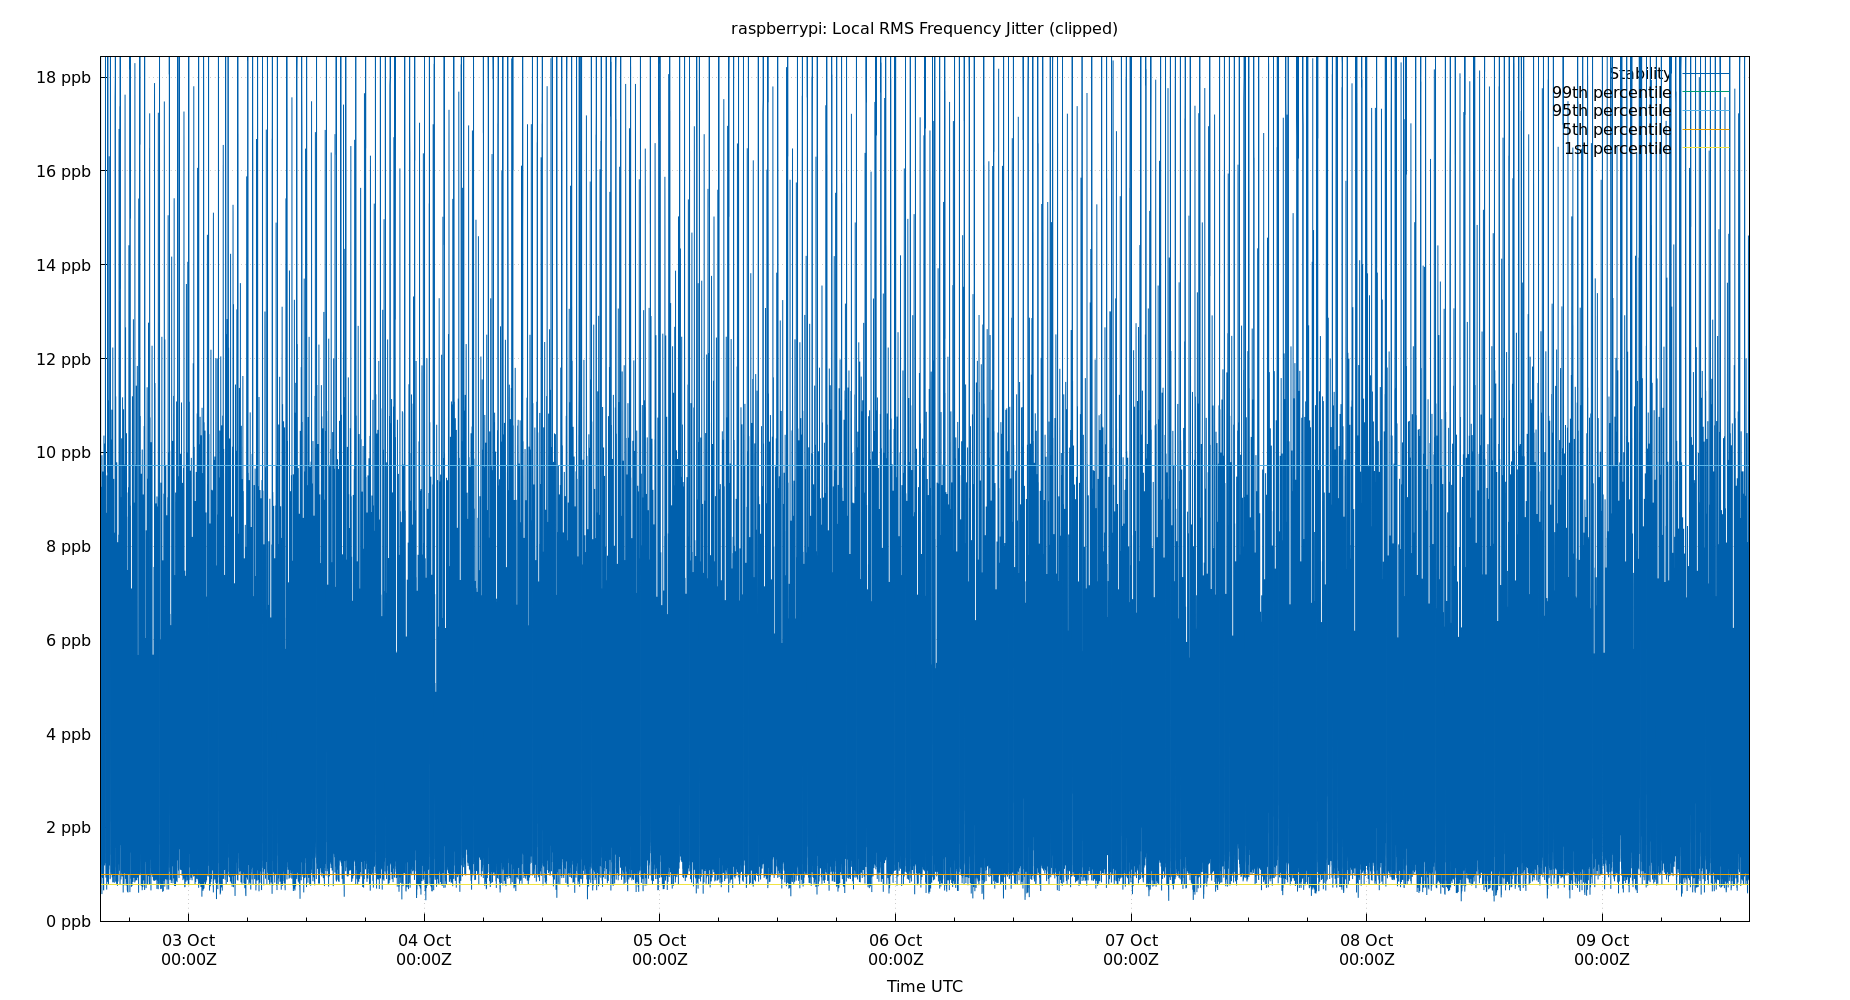 raspberrypi: Local RMS Frequency Jitter (clipped)
18 ppb
16 ppb
14 ppb
12 ppb
10 ppb
8 ppb
6 ppb
4 ppb
2 ppb
0 ppb
Stability
99th percentile
95th percentile
5th percentile
1st percentile
03 Oct 04 Oct 05 Oct 06 Oct 07 Oct 08 Oct 09 Oct
00:00Z 00:00Z 00:00Z 00:00Z 00:00Z 00:00Z 00:00Z
Time UTC